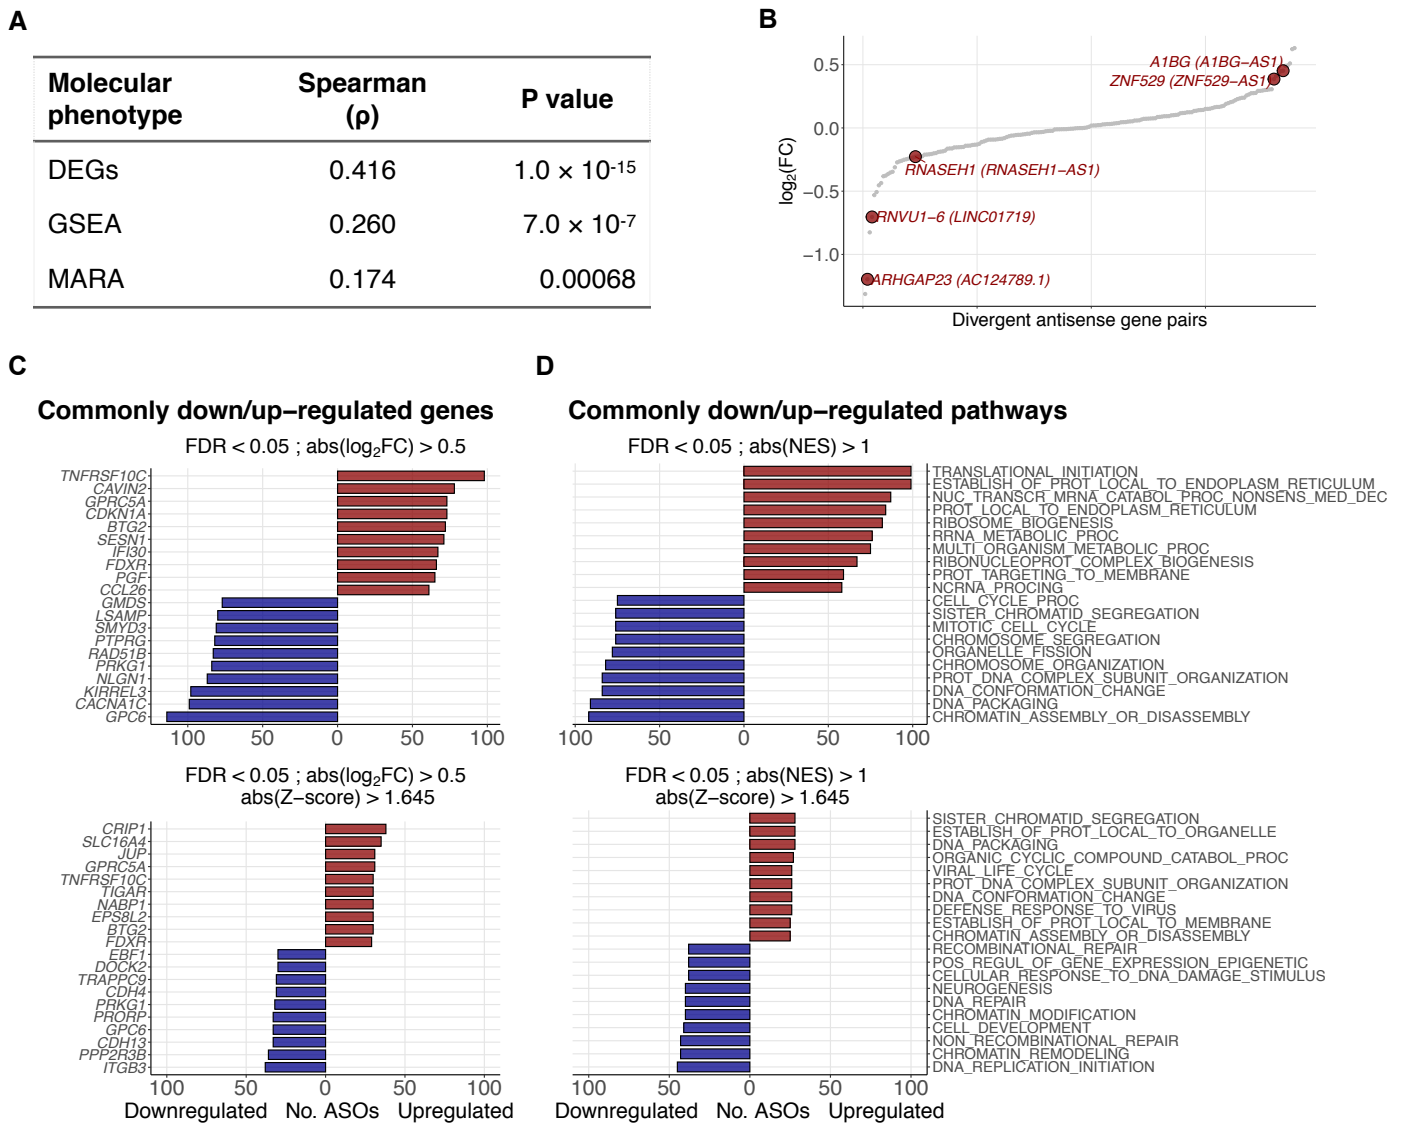 A
Molecular phenotype Spearman (ρ) P value
DEGs 0.416 1.0 × 10-15
GSEA 0.260 7.0 × 10-7
MARA 0.174 0.00068
B
log2(FC)
0.5
0.0
−0.5
−1.0
A1BG (A1BG−AS1)
ZNF529 (ZNF529−AS1)
RNASEH1 (RNASEH1−AS1)
RNVU1−6 (LINC01719)
ARHGAP23 (AC124789.1)
Divergent antisense gene pairs
C
Commonly down/up−regulated genes
FDR < 0.05 ; abs(log2FC) > 0.5
TNFRSF10C
CAVIN2
GPRC5A
CDKN1A
BTG2
SESN1
IFI30
FDXR
PGF
CCL26
GMDS
LSAMP
SMYD3
PTPRG
RAD51B
PRKG1
NLGN1
KIRREL3
CACNA1C
GPC6
100 50 0 50 100
FDR < 0.05 ; abs(log2FC) > 0.5
abs(Z−score) > 1.645
CRIP1
SLC16A4
JUP
GPRC5A
TNFRSF10C
TIGAR
NABP1
EPS8L2
BTG2
FDXR
EBF1
DOCK2
TRAPPC9
CDH4
PRKG1
PRORP
GPC6
CDH13
PPP2R3B
ITGB3
100 50 0 50 100
Downregulated No. ASOs Upregulated
D
Commonly down/up−regulated pathways
FDR < 0.05 ; abs(NES) > 1
TRANSLATIONAL_INITIATION
ESTABLISH_OF_PROT_LOCAL_TO_ENDOPLASM_RETICULUM
NUC_TRANSCR_MRNA_CATABOL_PROC_NONSENS_MED_DEC
PROT_LOCAL_TO_ENDOPLASM_RETICULUM
RIBOSOME_BIOGENESIS
RRNA_METABOLIC_PROC
MULTI_ORGANISM_METABOLIC_PROC
RIBONUCLEOPROT_COMPLEX_BIOGENESIS
PROT_TARGETING_TO_MEMBRANE
NCRNA_PROCING
CELL_CYCLE_PROC
SISTER_CHROMATID_SEGREGATION
MITOTIC_CELL_CYCLE
CHROMOSOME_SEGREGATION
ORGANELLE_FISSION
CHROMOSOME_ORGANIZATION
PROT_DNA_COMPLEX_SUBUNIT_ORGANIZATION
DNA_CONFORMATION_CHANGE
DNA_PACKAGING
CHROMATIN_ASSEMBLY_OR_DISASSEMBLY
100 50 0 50 100
FDR < 0.05 ; abs(NES) > 1
abs(Z−score) > 1.645
SISTER_CHROMATID_SEGREGATION
ESTABLISH_OF_PROT_LOCAL_TO_ORGANELLE
DNA_PACKAGING
ORGANIC_CYCLIC_COMPOUND_CATABOL_PROC
VIRAL_LIFE_CYCLE
PROT_DNA_COMPLEX_SUBUNIT_ORGANIZATION
DNA_CONFORMATION_CHANGE
DEFENSE_RESPONSE_TO_VIRUS
ESTABLISH_OF_PROT_LOCAL_TO_MEMBRANE
CHROMATIN_ASSEMBLY_OR_DISASSEMBLY
RECOMBINATIONAL_REPAIR
POS_REGUL_OF_GENE_EXPRESSION_EPIGENETIC
CELLULAR_RESPONSE_TO_DNA_DAMAGE_STIMULUS
NEUROGENESIS
DNA_REPAIR
CHROMATIN_MODIFICATION
CELL_DEVELOPMENT
NON_RECOMBINATIONAL_REPAIR
CHROMATIN_REMODELING
DNA_REPLICATION_INITIATION
100 50 0 50 100
Downregulated No. ASOs Upregulated